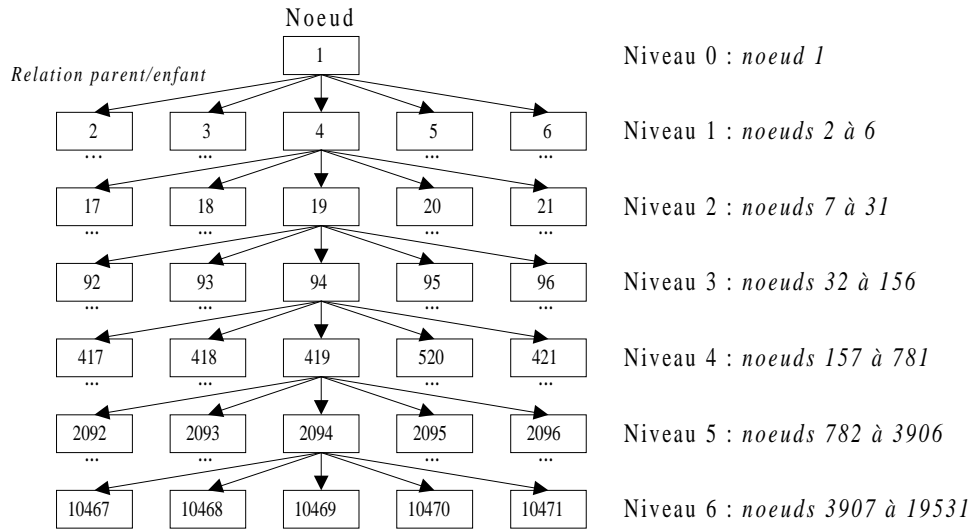 Noeud
1
Niveau 0 : noeud 1
Relation parent/enfant
2 3 4 5 6
Niveau 1 : noeuds 2 à 6
... ... ... ...
17 18 19 20 21
Niveau 2 : noeuds 7 à 31
... ... ... ...
92 93 94 95 96
Niveau 3 : noeuds 32 à 156
... ... ... ...
417 418 419 520 421
Niveau 4 : noeuds 157 à 781
... ... ... ...
2092 2093 2094 2095 2096
Niveau 5 : noeuds 782 à 3906
... ... ... ...
10467 10468 10469 10470 10471
Niveau 6 : noeuds 3907 à 19531